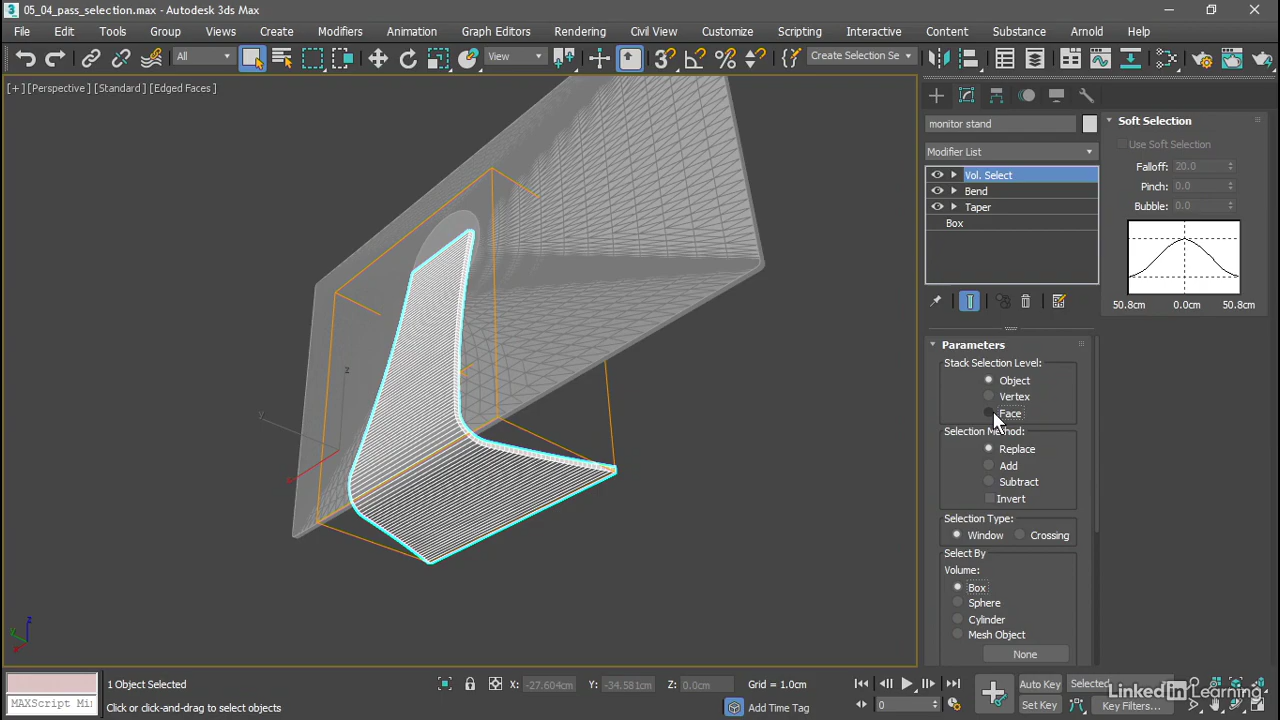 05_04_pass_selection.max - Autodesk 3ds Max
File Edit Tools Group Views Create Modifiers Animation Graph Editors Rendering Civil View Customize Scripting Interactive Content Substance Arnold Help
All View Create Selection Se
[+] [Perspective] [Standard] [Edged Faces]
monitor stand
Modifier List
Vol. Select
Bend
Taper
Box
Soft Selection
Use Soft Selection
Falloff: 20.0
Pinch: 0.0
Bubble: 0.0
50.8cm 0.0cm 50.8cm
Parameters
Stack Selection Level:
Object
Vertex
Face
Selection Method:
Replace
Add
Subtract
Invert
Selection Type:
Window Crossing
Select By
Volume:
Box
Sphere
Cylinder
Mesh Object
None
z
y
x
z
y
x
MAXScript Mi
1 Object Selected
Click or click-and-drag to select objects
X: -27.604cm Y: -34.581cm Z: 0.0cm Grid = 1.0cm
Add Time Tag
0
Auto Key Selected
Set Key Key Filters...
LinkedIn Learning